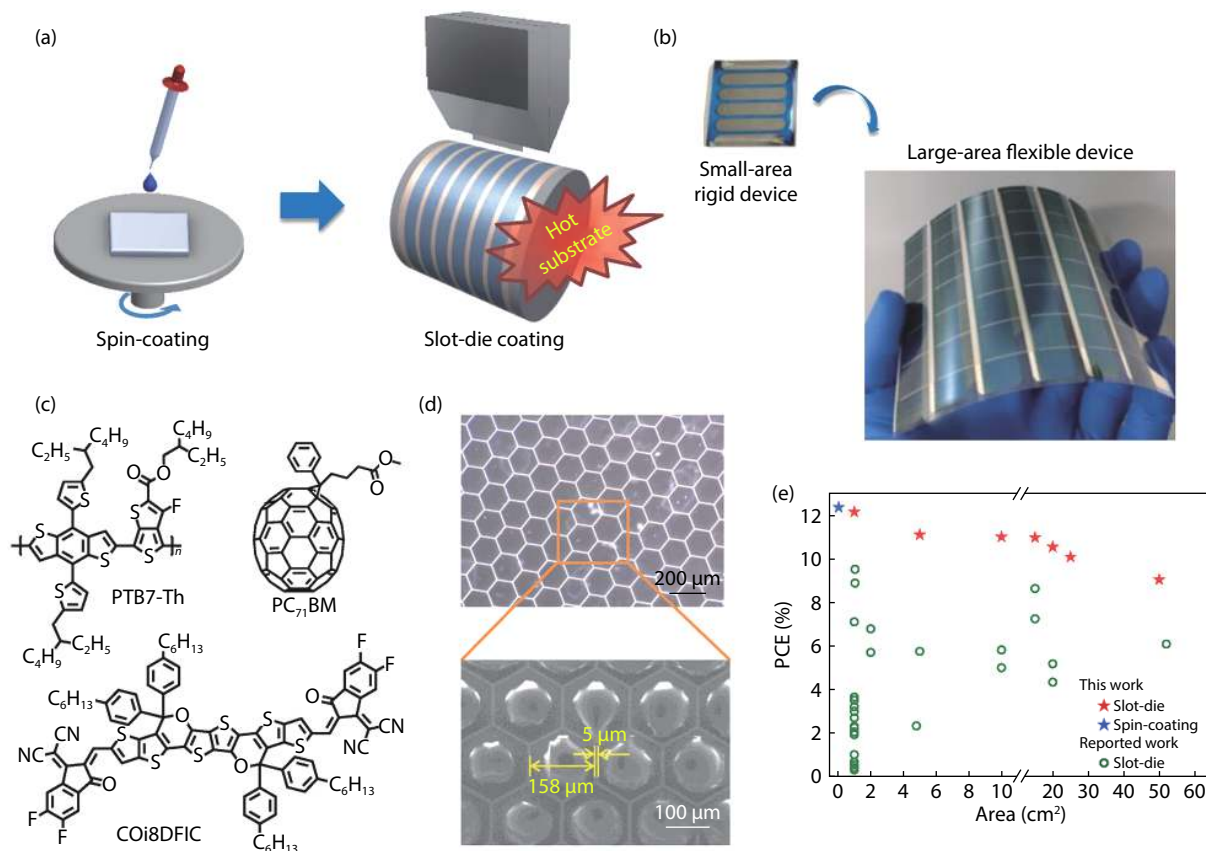 (a)
Spin-coating
Hot
substrate
Slot-die coating
(b)
Small-area
rigid device
Large-area flexible device
(c)
C₄H₉
C₂H₅
S
C₄H₉
O
C₂H₅
O
F
S
S
S
S
S
n
C₂H₅
C₄H₉
PTB7-Th
O
O
PC₇₁BM
C₆H₁₃
C₆H₁₃
F
F
O
CN
NC
O
S
S
S
S
S
S
O
CN
NC
O
F
F
C₆H₁₃
C₆H₁₃
COi8DFIC
(d)
200 μm
5 μm
158 μm
100 μm
(e)
PCE (%)
12
10
8
6
4
2
0
0 2 4 6 8 10 20 30 40 50 60
Area (cm²)
This work
Slot-die
Spin-coating
Reported work
Slot-die